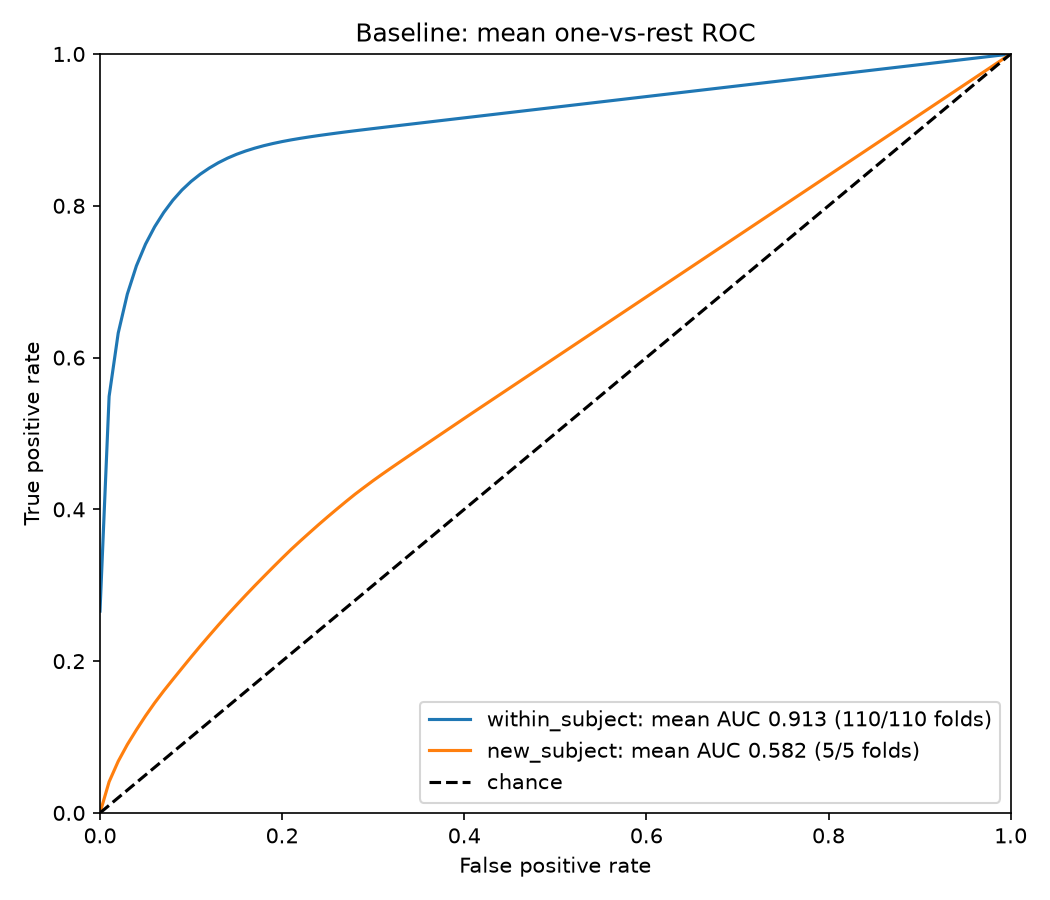 Baseline: mean one-vs-rest ROC
1.0
0.8
0.6
0.4
0.2
0.0
True positive rate
within_subject: mean AUC 0.913 (110/110 folds)
new_subject: mean AUC 0.582 (5/5 folds)
chance
0.0 0.2 0.4 0.6 0.8 1.0
False positive rate